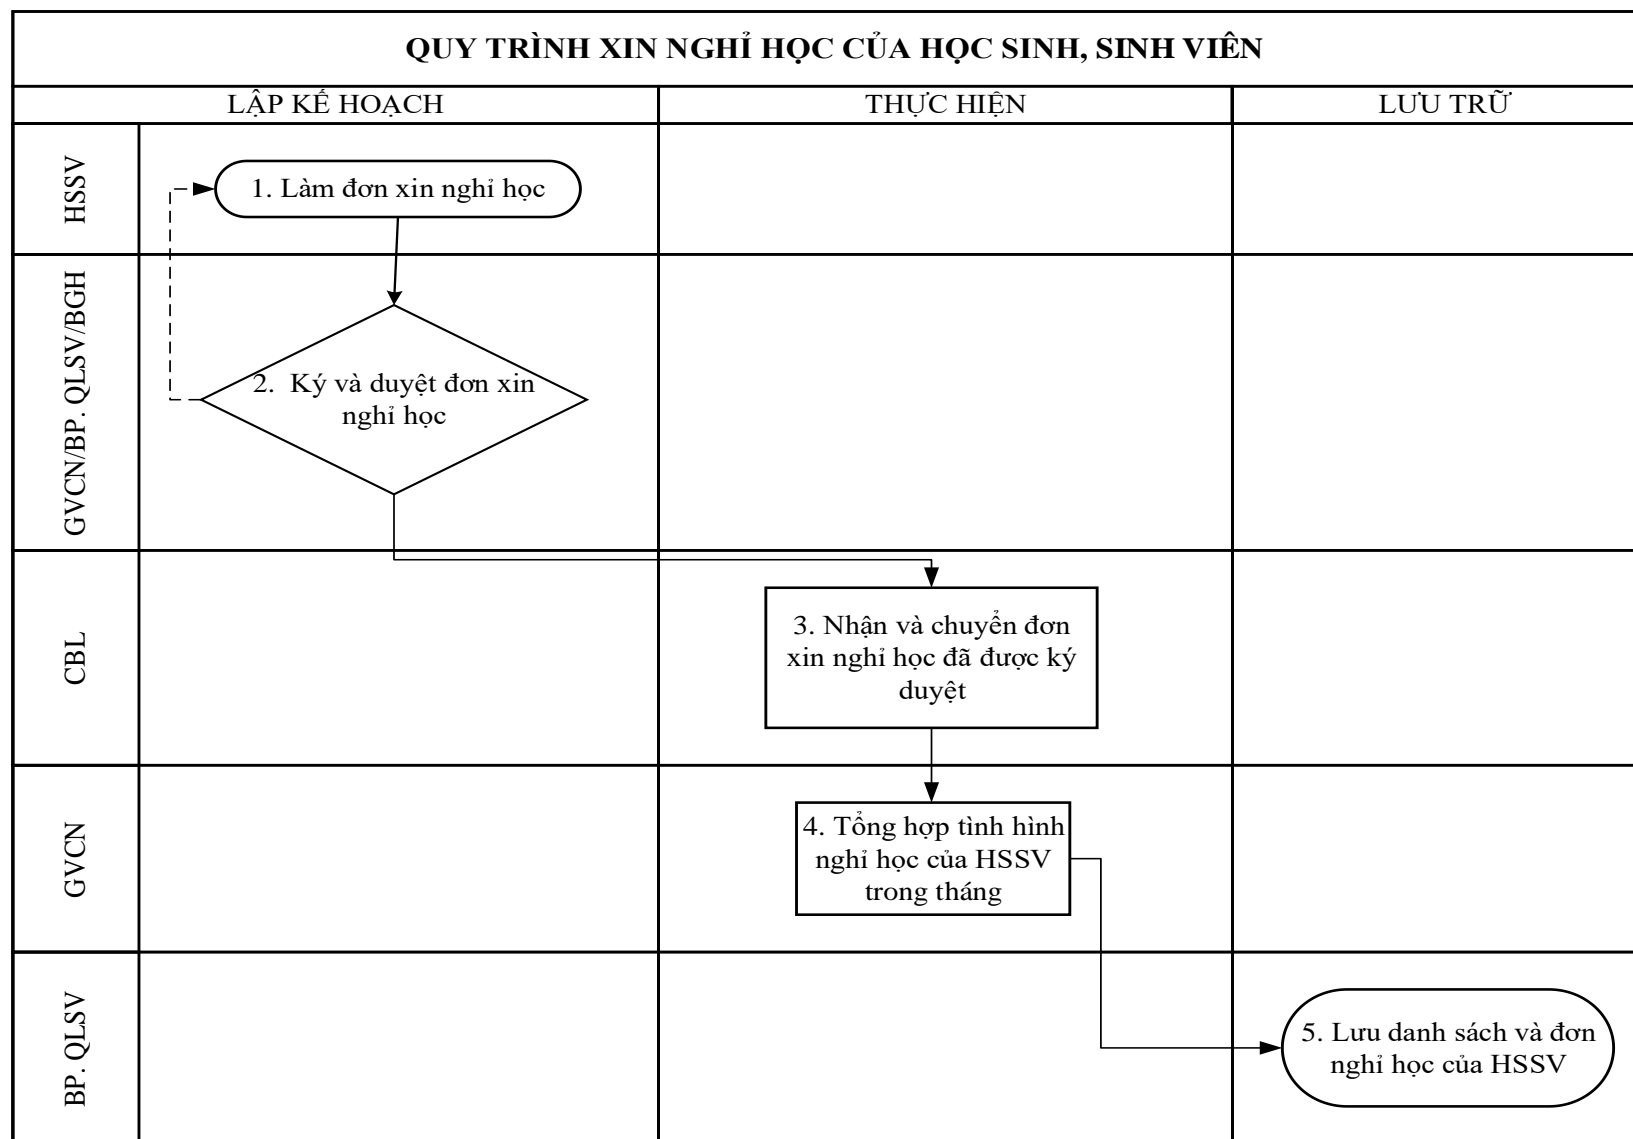 QUY TRÌNH XIN NGHỈ HỌC CỦA HỌC SINH, SINH VIÊN
LẬP KẾ HOẠCH
THỰC HIỆN
LƯU TRỮ
HSSV
1. Làm đơn xin nghỉ học
GVCN/BP. QLSV/BGH
2. Ký và duyệt đơn xin
nghỉ học
CBL
3. Nhận và chuyển đơn
xin nghỉ học đã được ký
duyệt
GVCN
4. Tổng hợp tình hình
nghỉ học của HSSV
trong tháng
BP. QLSV
5. Lưu danh sách và đơn
nghỉ học của HSSV